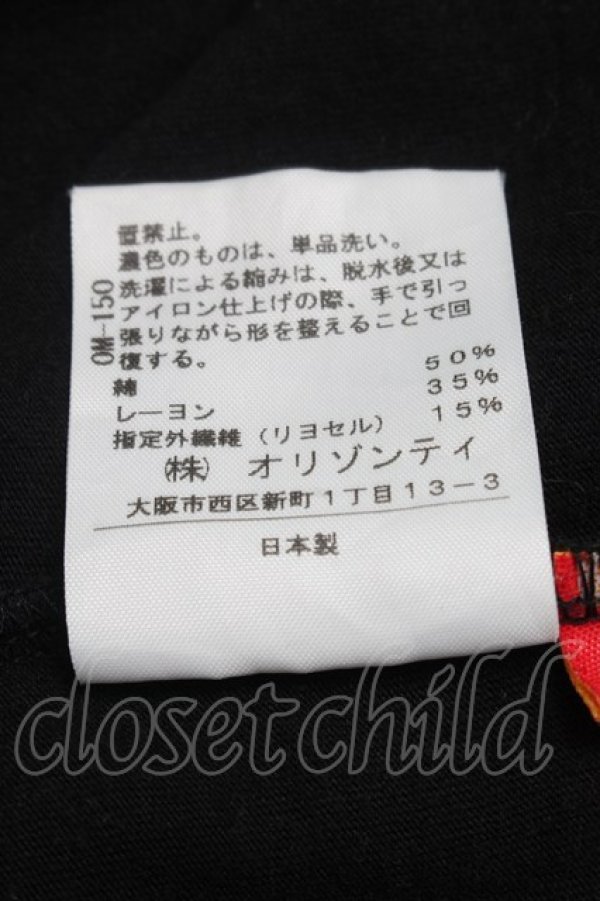 置禁止。
濃色のものは、単品洗い。
洗濯による縮みは、脱水後又は
アイロン仕上げの際、手で引っ
張りながら形を整えることで回
復する。
綿 50%
レーヨン 35%
指定外繊維（リヨセル） 15%
㈱ オリゾンティ
大阪市西区新町1丁目13-3
日本製
OM-150
closet child